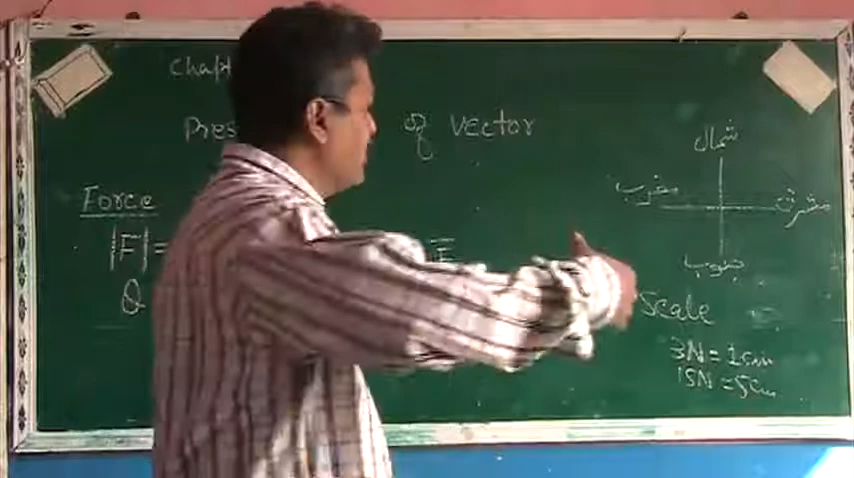 Chapt
Pres of vector
شمال
مغرب مشرق
Force
|F| = F
جنوب
Q
Scale
3N = 1cm
15N = 5cm